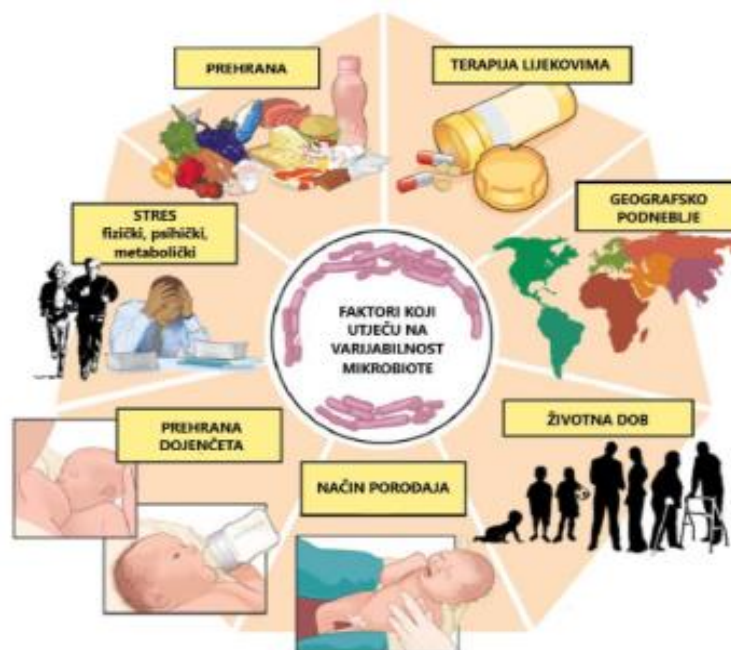 PREHRANA
TERAPIJA LIJEKOVIMA
GEOGRAFSKO
PODNEBLJE
STRES
fizički, psihički,
metabolički
FAKTORI KOJI
UTJEČU NA
VARIJABILNOST
MIKROBIOTE
PREHRANA
DOJENČETA
NAČIN PORODAJA
ŽIVOTNA DOB